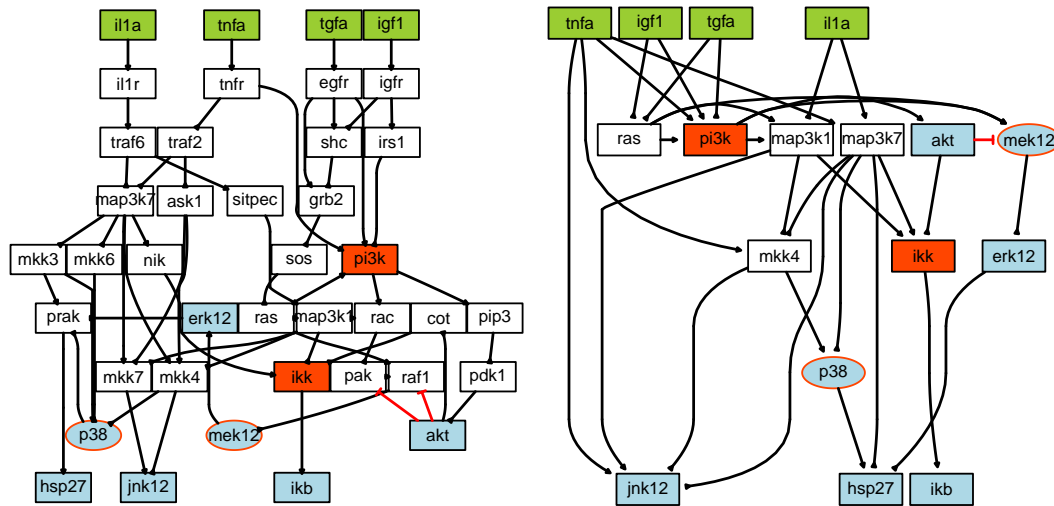 il1a tnfa tgfa igf1
il1r tnfr egfr igfr
traf6 traf2 shc irs1
map3k7 ask1 sitpec grb2
mkk3 mkk6 nik sos pi3k
prak erk12 ras map3k1 rac cot pip3
mkk7 mkk4 ikk pak raf1 pdk1
p38 mek12 akt
hsp27 jnk12 ikb
tnfa igf1 tgfa il1a
ras pi3k map3k1 map3k7 akt mek12
mkk4 ikk erk12
p38
jnk12 hsp27 ikb